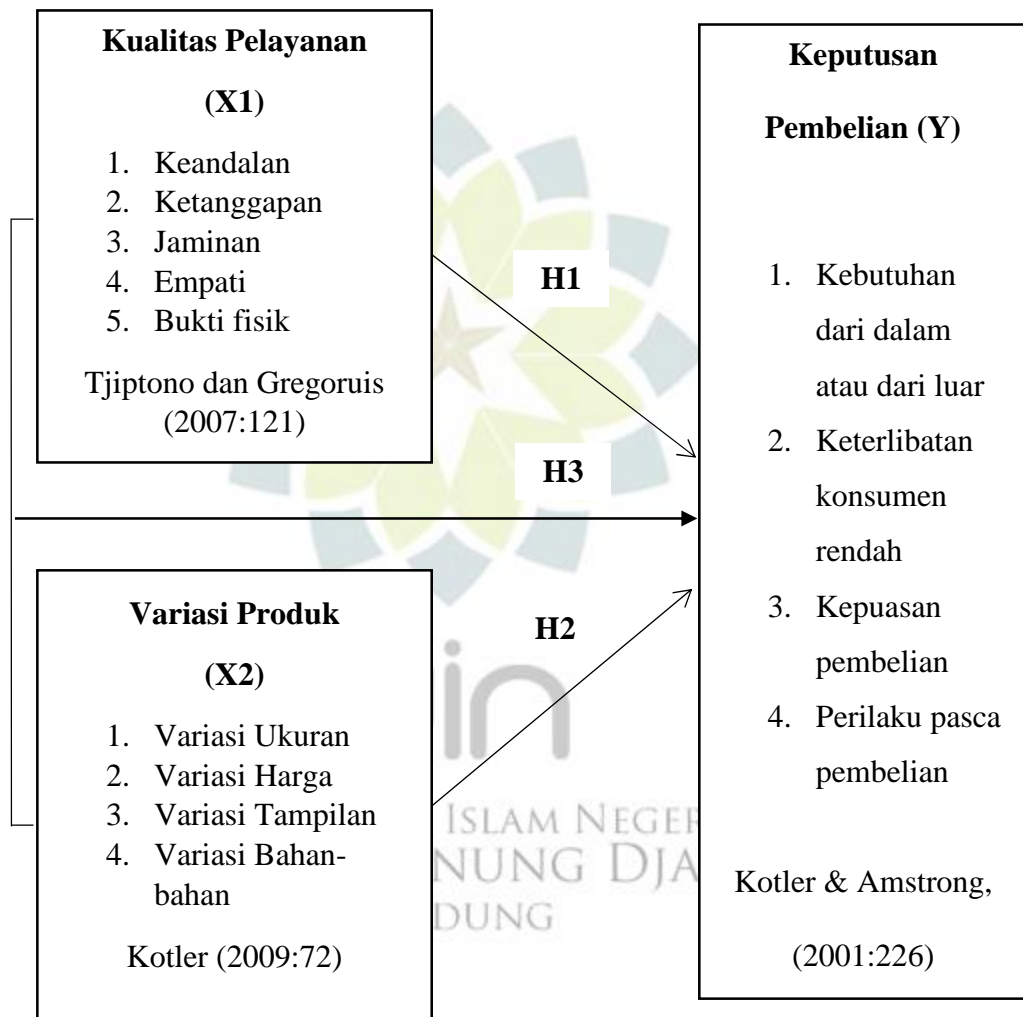 Kualitas Pelayanan
(X1)
1. Keandalan
2. Ketanggapan
3. Jaminan
4. Empati
5. Bukti fisik
Tjiptono dan Gregoruis
(2007:121)
H1
H3
Variasi Produk
(X2)
1. Variasi Ukuran
2. Variasi Harga
3. Variasi Tampilan
4. Variasi Bahan-
bahan
Kotler (2009:72)
H2
Keputusan
Pembelian (Y)
1. Kebutuhan
dari dalam
atau dari luar
2. Keterlibatan
konsumen
rendah
3. Kepuasan
pembelian
4. Perilaku pasca
pembelian
Kotler & Amstrong,
(2001:226)
in
ISLAM NEGER
NUNG DJA
DUNG